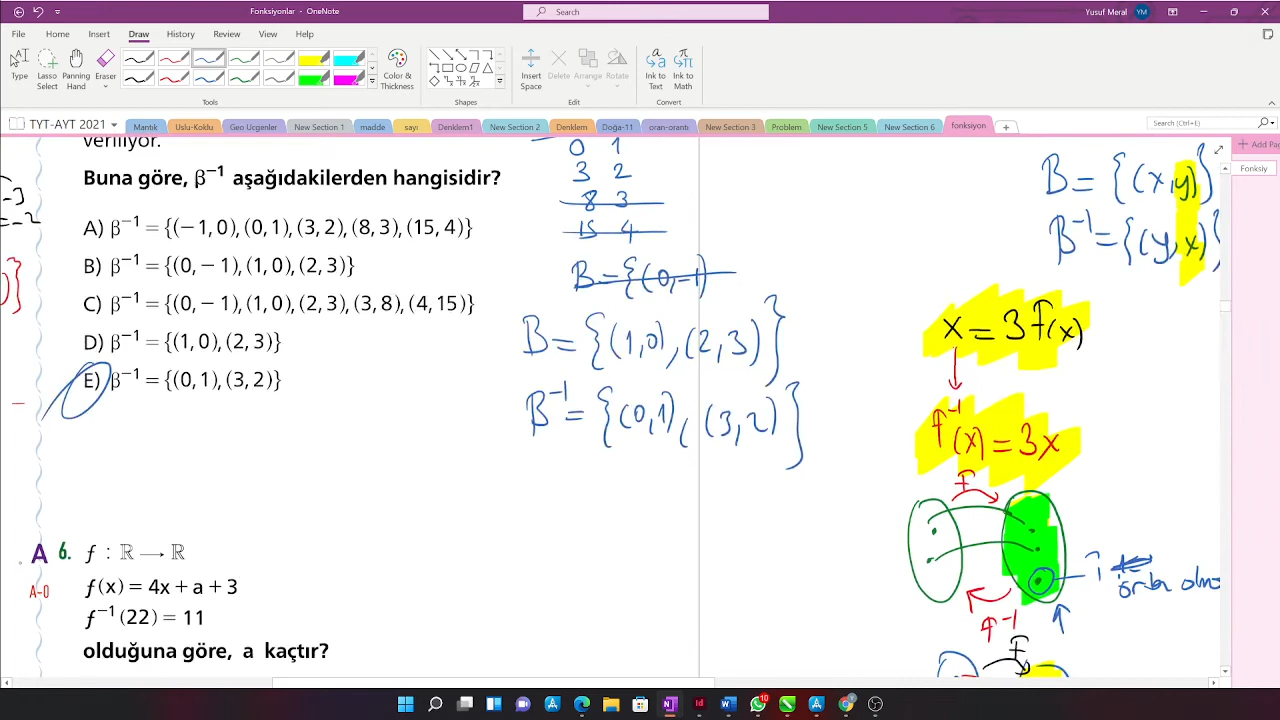 Fonksiyonlar - OneNote
Search
Yusuf Meral
YM
File Home Insert Draw History Review View Help
Type
Lasso Select
Panning Hand
Eraser
Color & Thickness
Insert Space
Delete
Arrange
Rotate
Ink to Text
Ink to Math
Tools
Shapes
Edit
Convert
TYT-AYT 2021
Mantık
Uslu-Koklu
Geo Ucgenler
New Section 1
madde
sayı
Denklem1
New Section 2
Denklem
Doğa-11
oran-orantı
New Section 3
Problem
New Section 5
New Section 6
fonksiyon
Search (Ctrl+E)
Add Pag
Fonksiy
veriliyor.
Buna göre, β⁻¹ aşağıdakilerden hangisidir?
A) β⁻¹ = {(−1, 0), (0, 1), (3, 2), (8, 3), (15, 4)}
B) β⁻¹ = {(0, −1), (1, 0), (2, 3)}
C) β⁻¹ = {(0, −1), (1, 0), (2, 3), (3, 8), (4, 15)}
D) β⁻¹ = {(1, 0), (2, 3)}
E) β⁻¹ = {(0, 1), (3, 2)}
0 1
3 2
8 3
15 4
B = {(0,-1)
B = {(1,0), (2,3)}
B⁻¹ = {(0,1), (3,2)}
B = {(x,y)}
B⁻¹ = {(y,x)}
x = 3f(x)
f⁻¹(x) = 3x
F
f⁻¹
F
A 6. f : ℝ → ℝ
A-0
f(x) = 4x + a + 3
f⁻¹(22) = 11
olduğuna göre, a kaçtır?
10